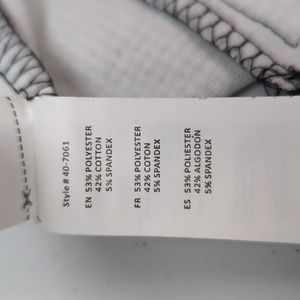 Style # 40-7061
EN 53% POLYESTER
42% COTTON
5% SPANDEX
FR 53% POLYESTER
42% COTON
5% SPANDEX
ES 53% POLIESTER
42% ALGODON
5% SPANDEX